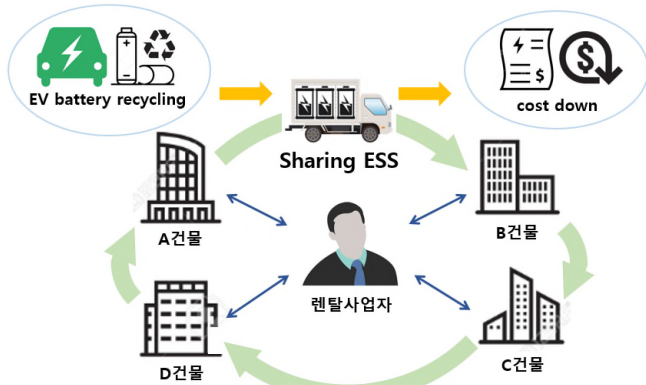 EV battery recycling
$
$
cost down
Sharing ESS
A건물
B건물
렌탈사업자
D건물
C건물